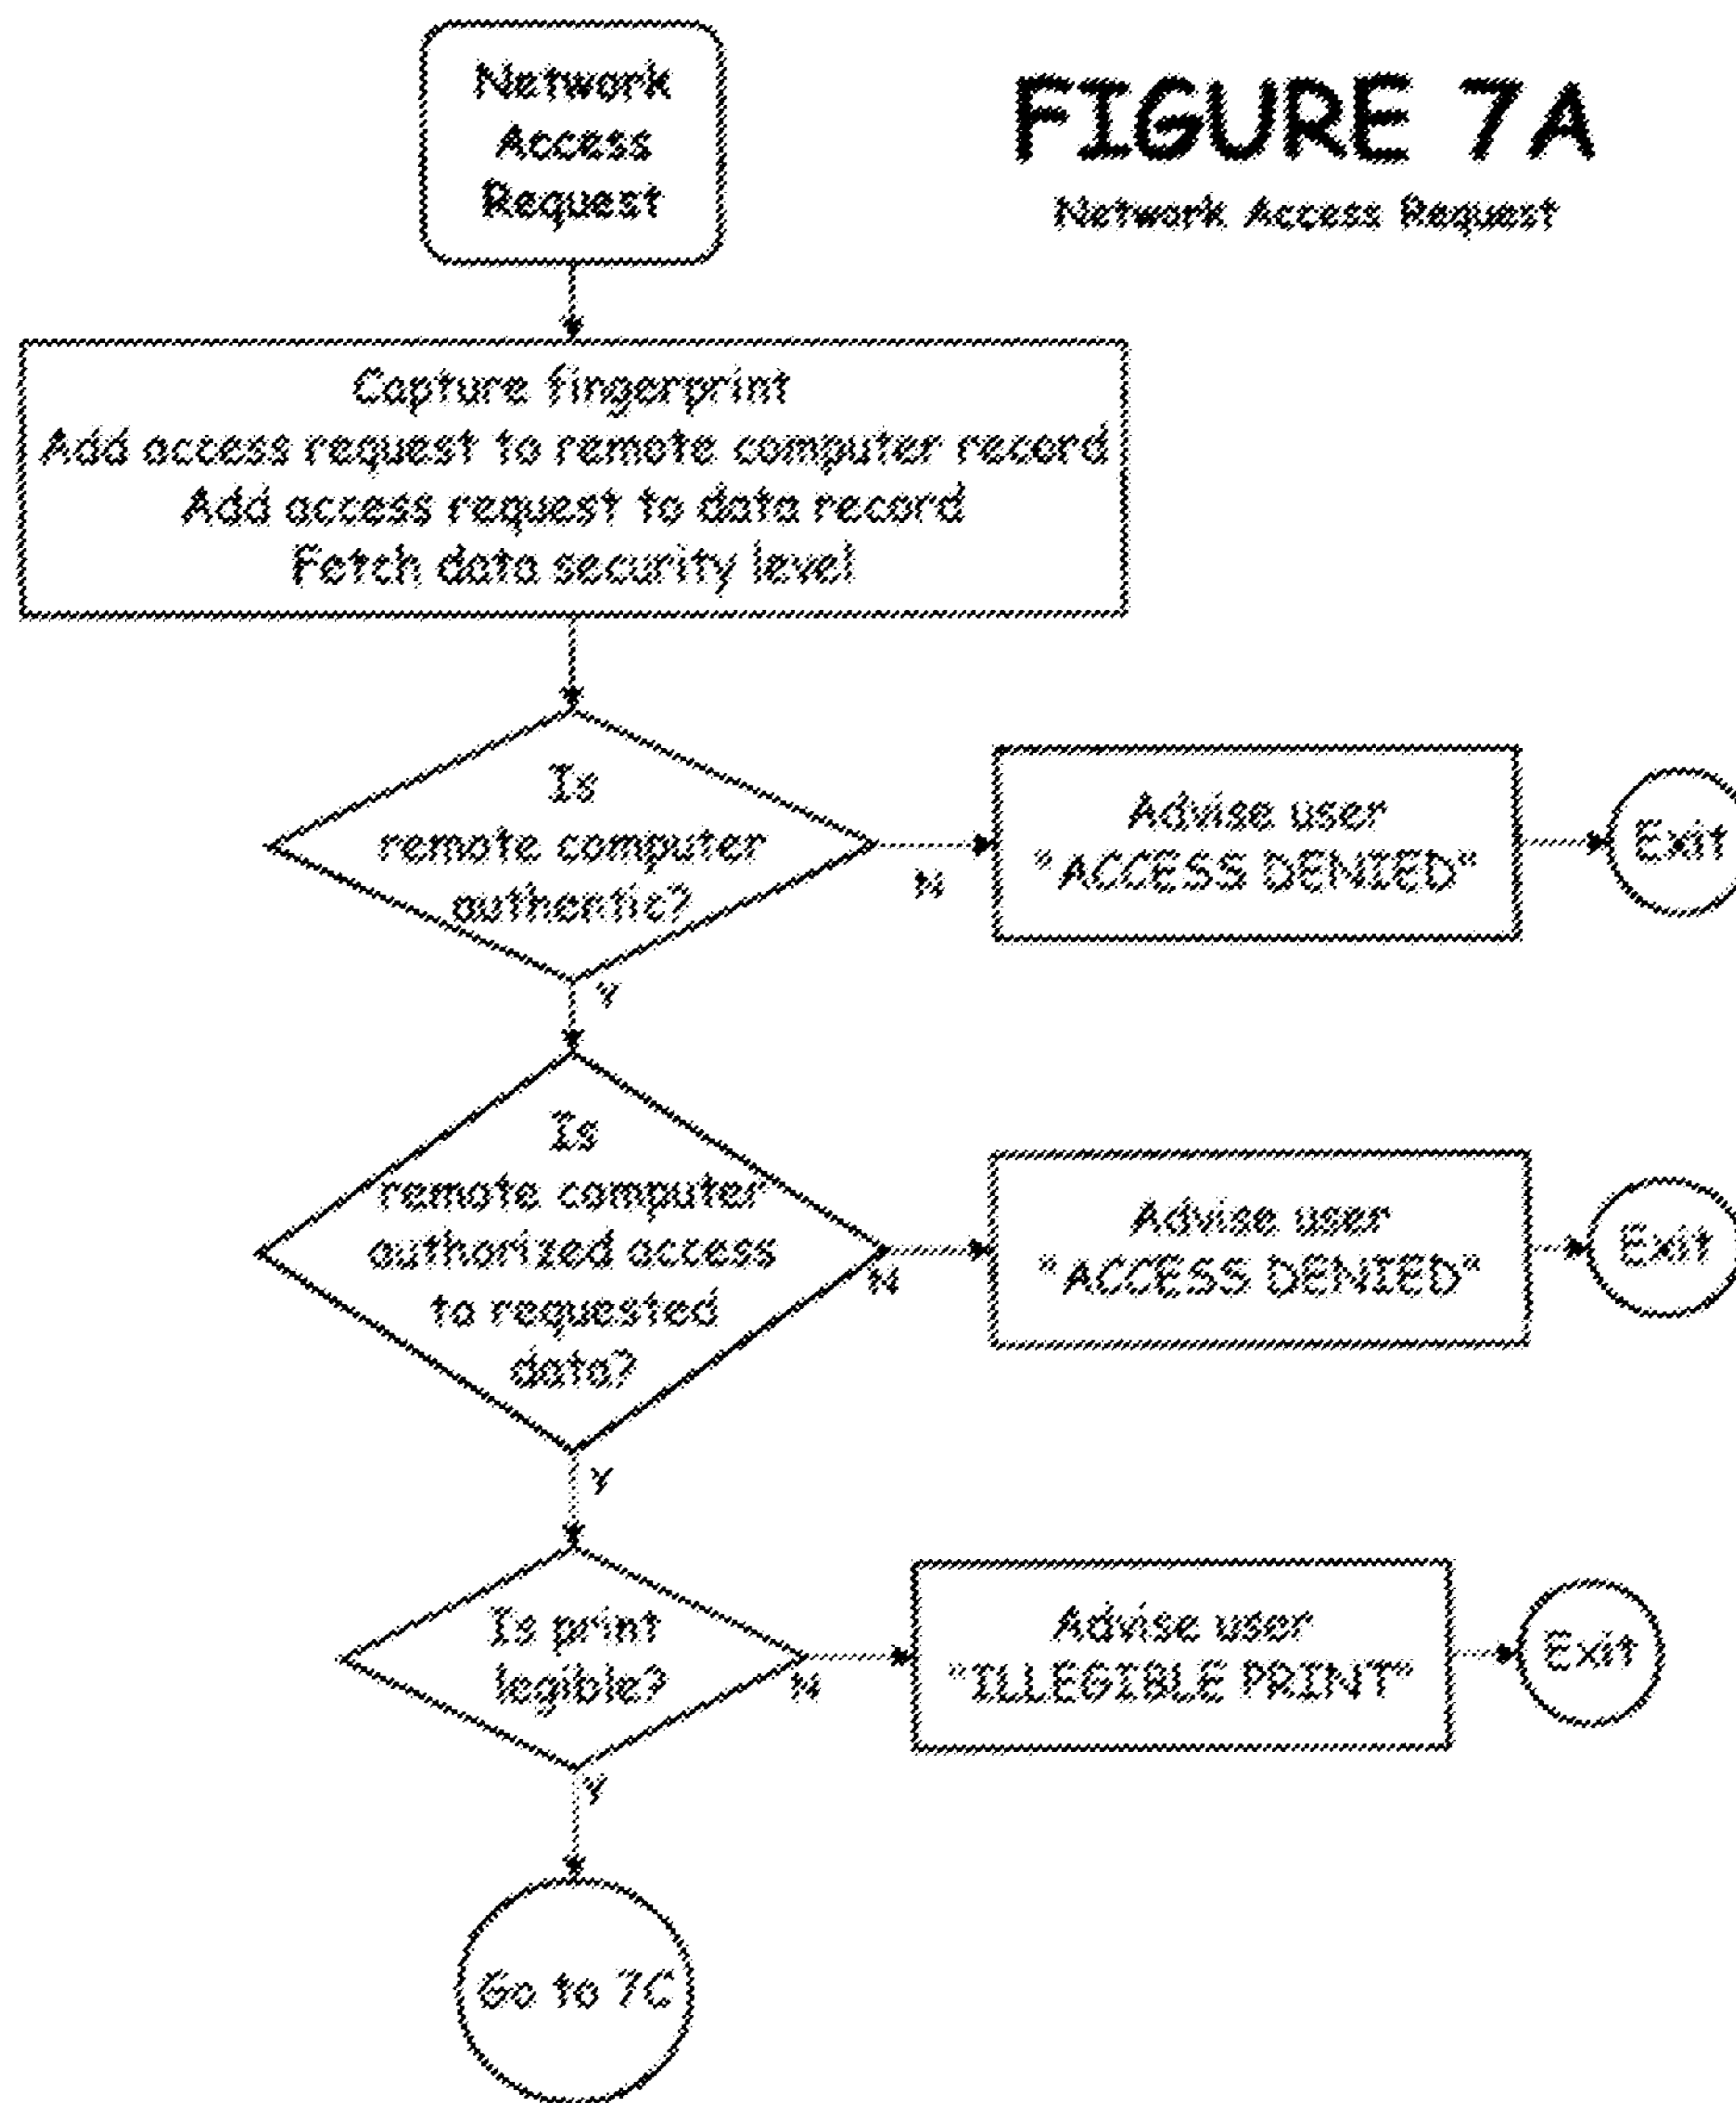 Network
Access
Request
FIGURE 7A
Network Access Request
Capture fingerprint
Add access request to remote computer record
Add access request to data record
Fetch data security level
Is
remote computer
authentic?
N
Advise user
"ACCESS DENIED"
Exit
Y
Is
remote computer
authorized access
to requested
data?
N
Advise user
"ACCESS DENIED"
Exit
Y
Is print
legible?
N
Advise user
"ILLEGIBLE PRINT"
Exit
Y
Go to 7C